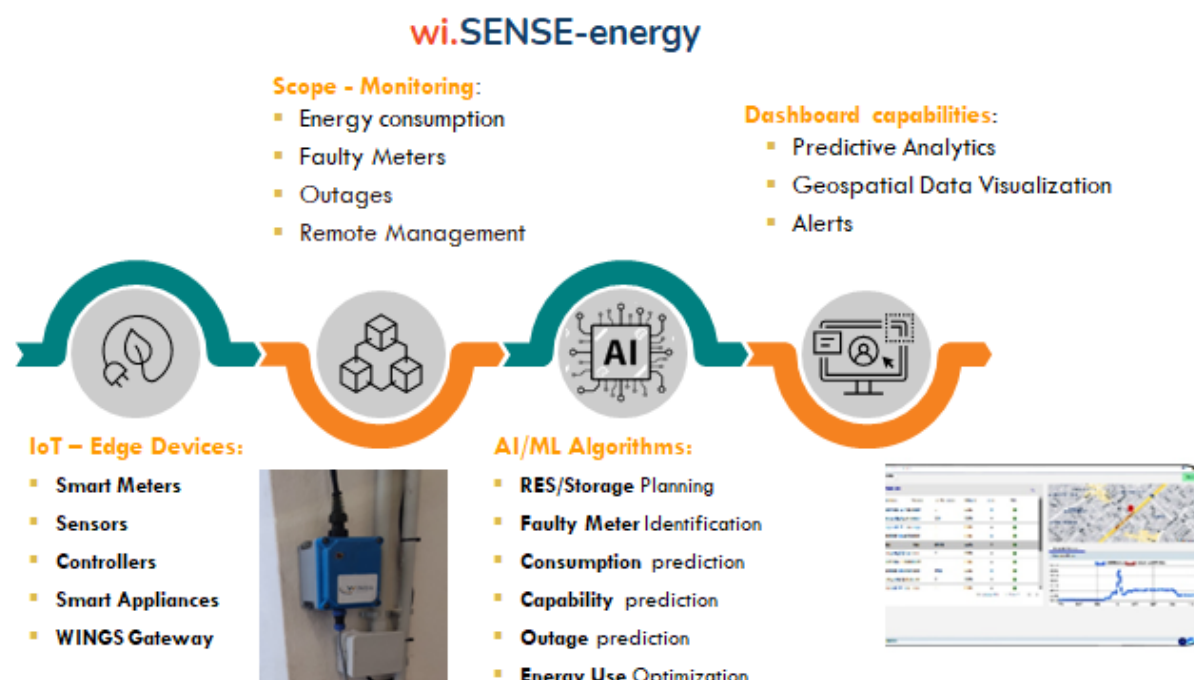 wi.SENSE-energy
Scope - Monitoring:
Energy consumption
Faulty Meters
Outages
Remote Management
Dashboard capabilities:
Predictive Analytics
Geospatial Data Visualization
Alerts
AI
IoT – Edge Devices:
Smart Meters
Sensors
Controllers
Smart Appliances
WINGS Gateway
WINGS
AI/ML Algorithms:
RES/Storage Planning
Faulty Meter Identification
Consumption prediction
Capability prediction
Outage prediction
Energy Use Optimization